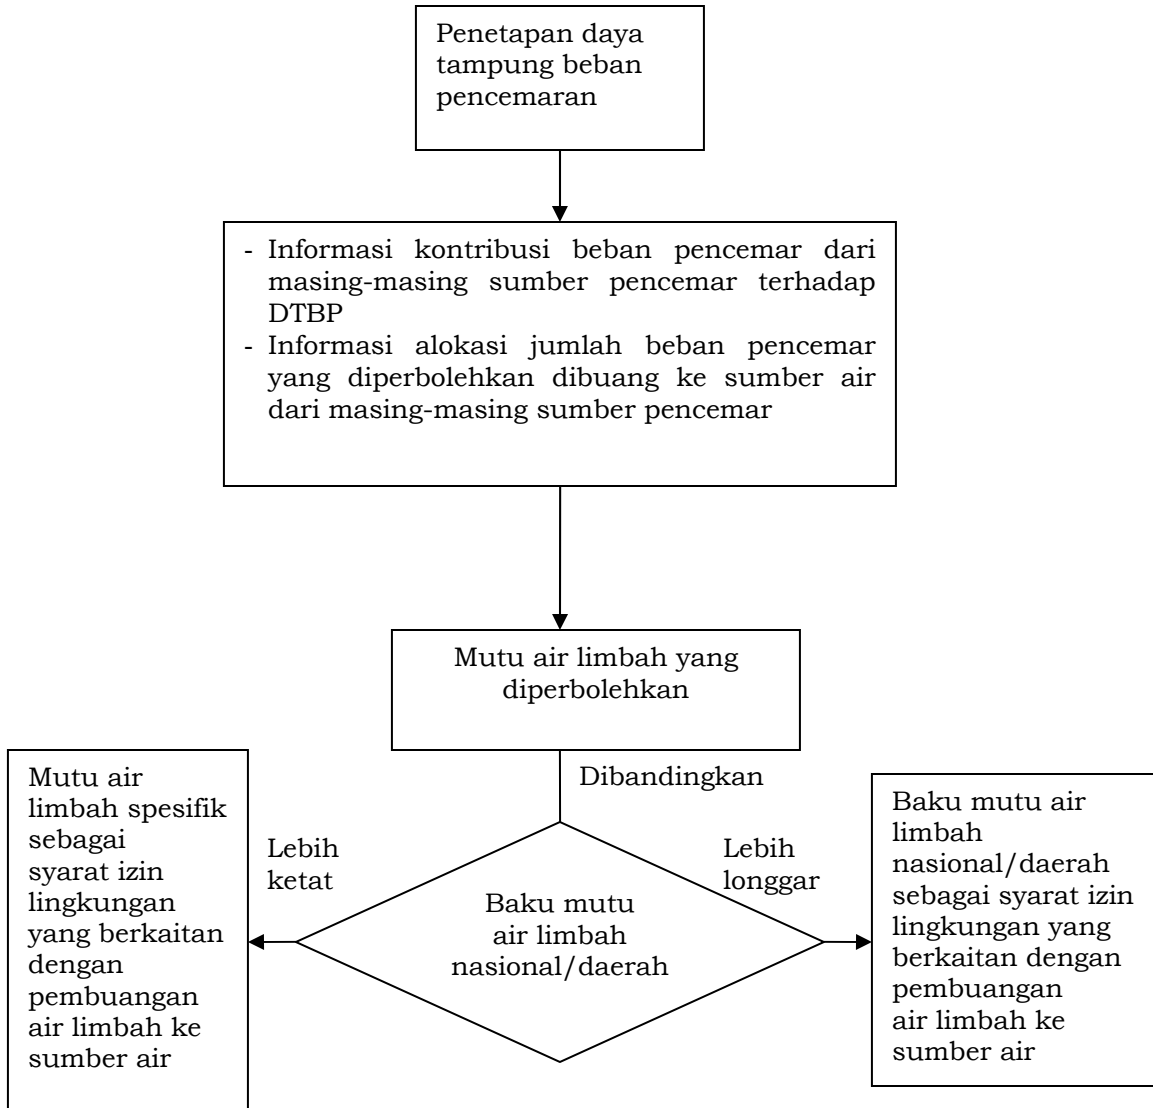 Penetapan daya
tampung beban
pencemaran
- Informasi kontribusi beban pencemar dari
masing-masing sumber pencemar terhadap
DTBP
- Informasi alokasi jumlah beban pencemar
yang diperbolehkan dibuang ke sumber air
dari masing-masing sumber pencemar
Mutu air limbah yang
diperbolehkan
Dibandingkan
Mutu air
limbah spesifik
sebagai
syarat izin
lingkungan
yang berkaitan
dengan
pembuangan
air limbah ke
sumber air
Lebih
ketat
Baku mutu
air limbah
nasional/daerah
Lebih
longgar
Baku mutu air
limbah
nasional/daerah
sebagai syarat izin
lingkungan yang
berkaitan dengan
pembuangan
air limbah ke
sumber air